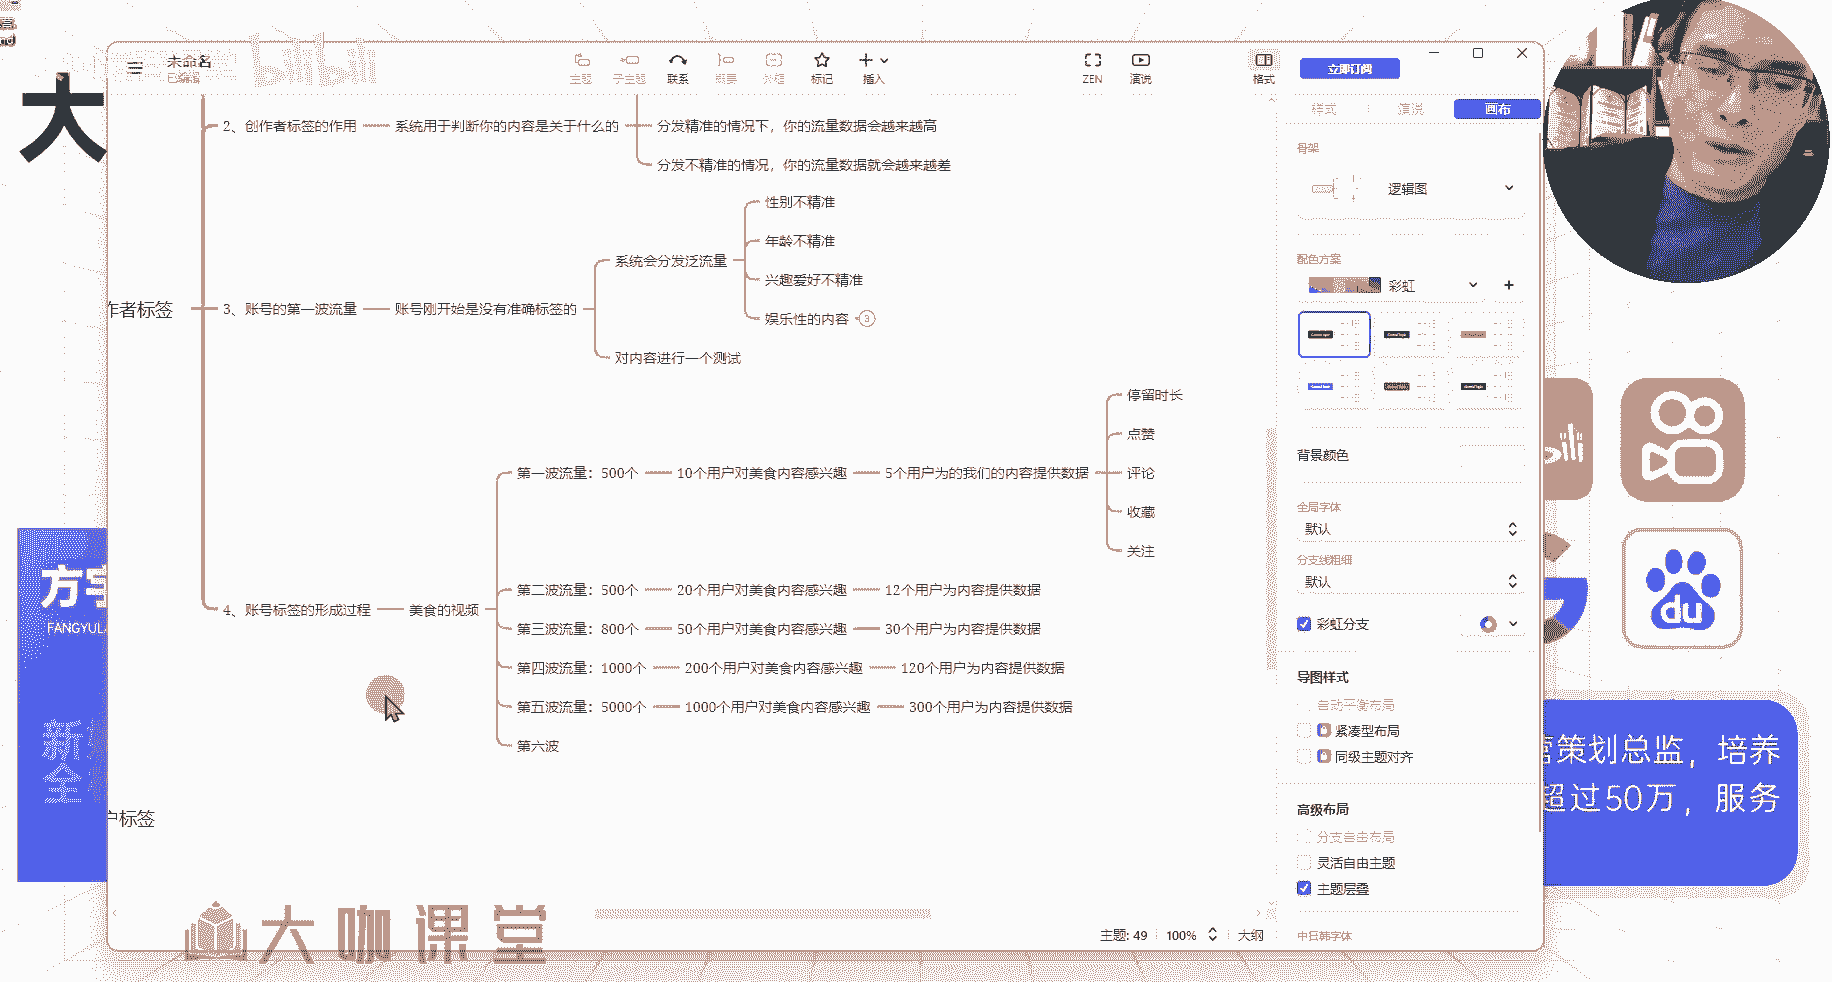 大
bilibili
未命名
已编辑
主题
子主题
联系
概要
外框
标记
插入
ZEN
演说
格式
立即订阅
样式
演说
画布
2、创作者标签的作用
系统用于判断你的内容是关于什么的
分发精准的情况下，你的流量数据会越来越高
分发不精准的情况，你的流量数据就会越来越差
作者标签
3、账号的第一波流量
账号刚开始是没有准确标签的
系统会分发泛流量
性别不精准
年龄不精准
兴趣爱好不精准
娱乐性的内容
3
对内容进行一个测试
4、账号标签的形成过程
美食的视频
第一波流量：500个
10个用户对美食内容感兴趣
5个用户为的我们的内容提供数据
停留时长
点赞
评论
收藏
关注
第二波流量：500个
20个用户对美食内容感兴趣
12个用户为内容提供数据
第三波流量：800个
50个用户对美食内容感兴趣
30个用户为内容提供数据
第四波流量：1000个
200个用户对美食内容感兴趣
120个用户为内容提供数据
第五波流量：5000个
1000个用户对美食内容感兴趣
300个用户为内容提供数据
第六波
户标签
骨架
逻辑图
配色方案
彩虹
背景颜色
全局字体
默认
分支线粗细
默认
彩虹分支
导图样式
自动平衡布局
紧凑型布局
同级主题对齐
高级布局
分支自由布局
灵活自由主题
主题层叠
中日韩字体
主题: 49
100%
大纲
大咖课堂
方宇
FANGYUL
新
全
du
营策划总监，培养
超过50万，服务